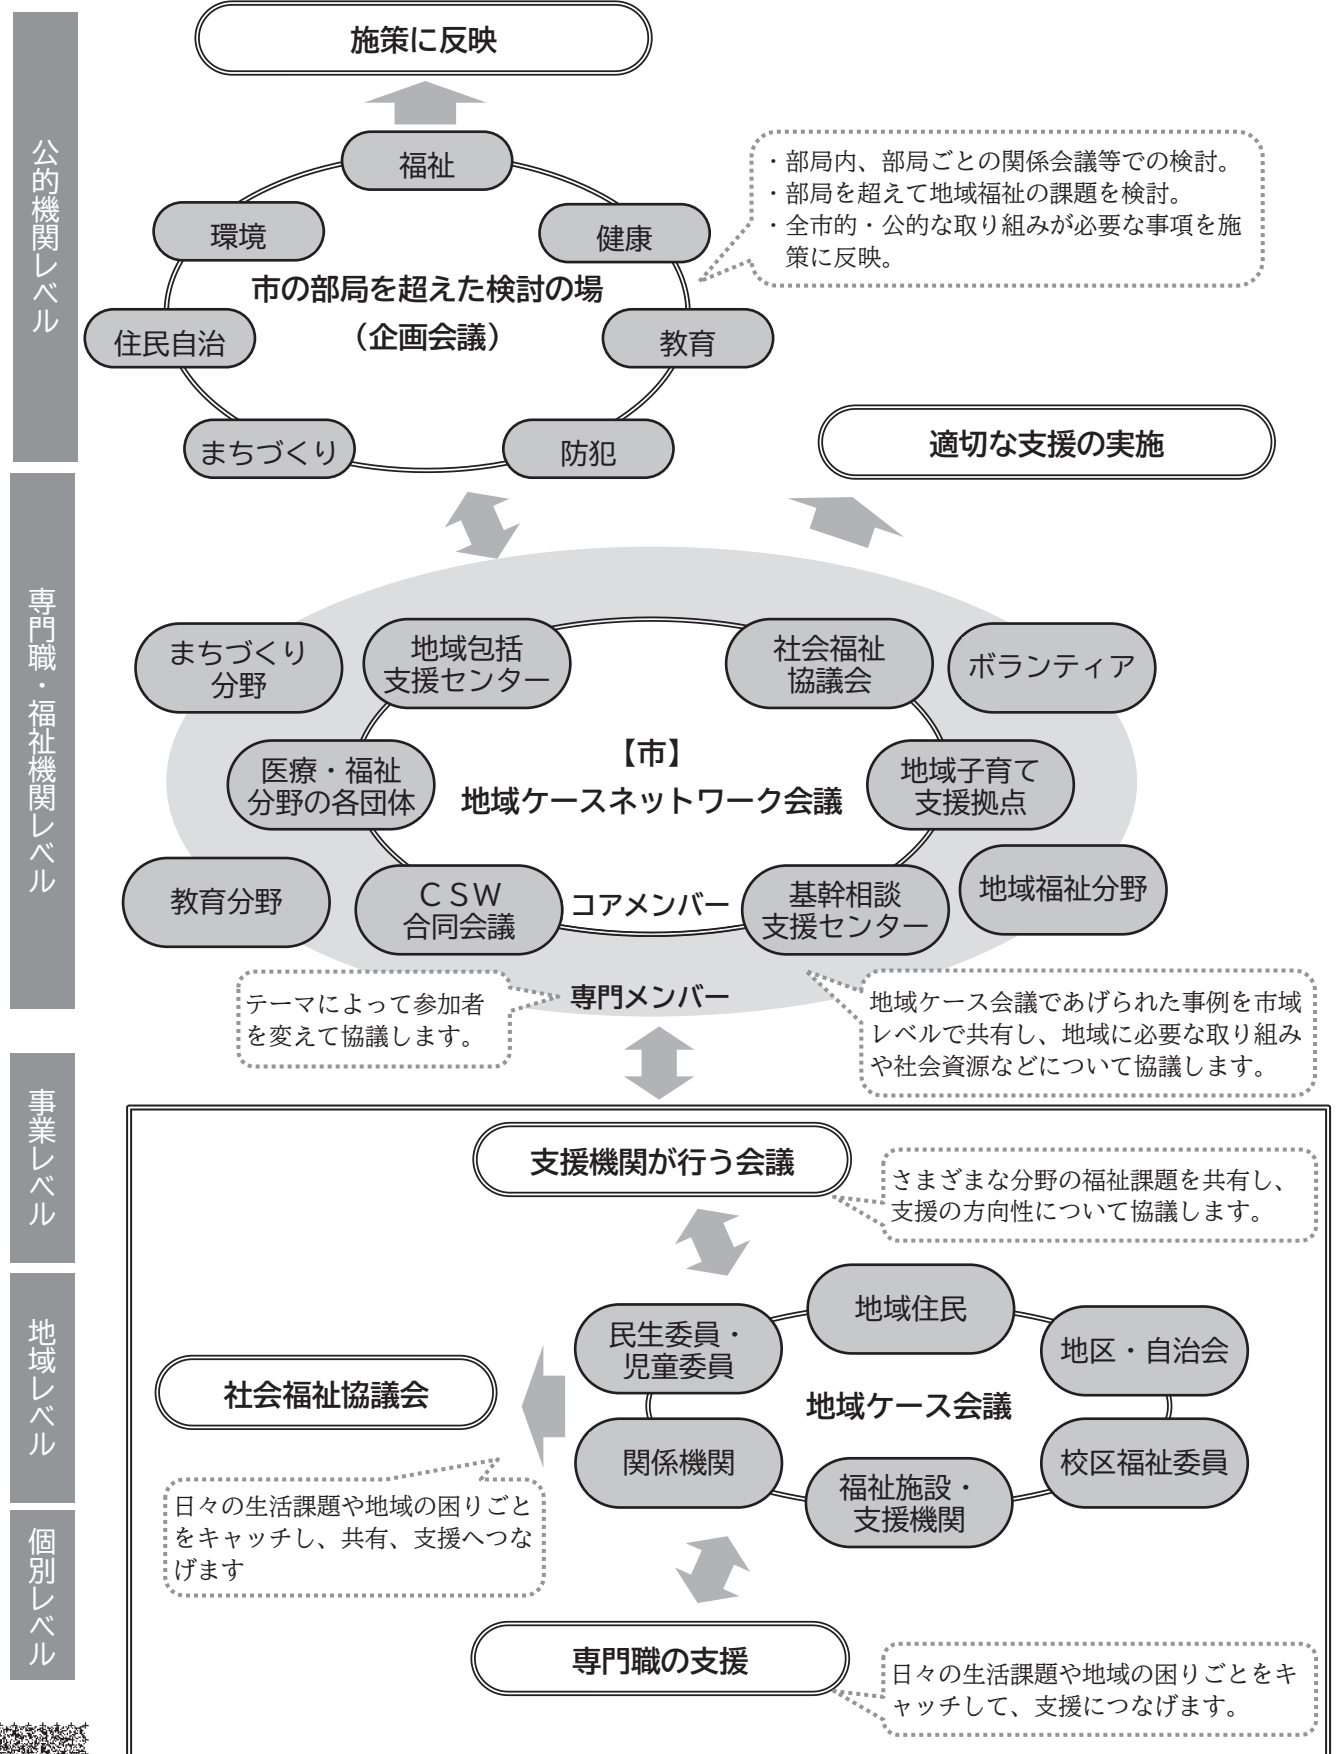 公的機関レベル
施策に反映
福祉
環境
健康
市の部局を超えた検討の場
（企画会議）
住民自治
教育
まちづくり
防犯
・部局内、部局ごとの関係会議等での検討。
・部局を超えて地域福祉の課題を検討。
・全市的・公的な取り組みが必要な事項を施
策に反映。
適切な支援の実施
専門職・福祉機関レベル
まちづくり
分野
地域包括
支援センター
社会福祉
協議会
ボランティア
医療・福祉
分野の各団体
【市】
地域ケースネットワーク会議
地域子育て
支援拠点
教育分野
ＣＳＷ
合同会議
コアメンバー
基幹相談
支援センター
地域福祉分野
専門メンバー
テーマによって参加者
を変えて協議します。
地域ケース会議であげられた事例を市域
レベルで共有し、地域に必要な取り組み
や社会資源などについて協議します。
事業レベル
支援機関が行う会議
さまざまな分野の福祉課題を共有し、
支援の方向性について協議します。
地域レベル
民生委員・
児童委員
地域住民
地区・自治会
社会福祉協議会
地域ケース会議
関係機関
福祉施設・
支援機関
校区福祉委員
日々の生活課題や地域の困りごと
をキャッチし、共有、支援へつな
げます
個別レベル
専門職の支援
日々の生活課題や地域の困りごとをキ
ャッチして、支援につなげます。